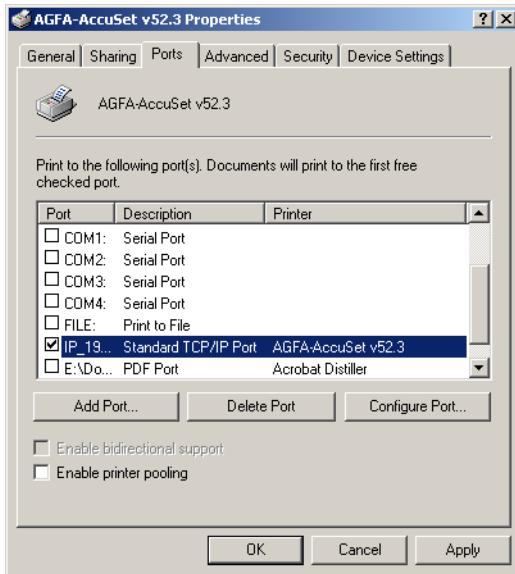 AGFA-AccuSet v52.3 Properties
General Sharing Ports Advanced Security Device Settings
AGFA-AccuSet v52.3
Print to the following port(s). Documents will print to the first free
checked port.
Port Description Printer
COM1: Serial Port
COM2: Serial Port
COM3: Serial Port
COM4: Serial Port
FILE: Print to File
IP_19... Standard TCP/IP Port AGFA-AccuSet v52.3
E:\Do... PDF Port Acrobat Distiller
Add Port... Delete Port Configure Port...
Enable bidirectional support
Enable printer pooling
OK Cancel Apply